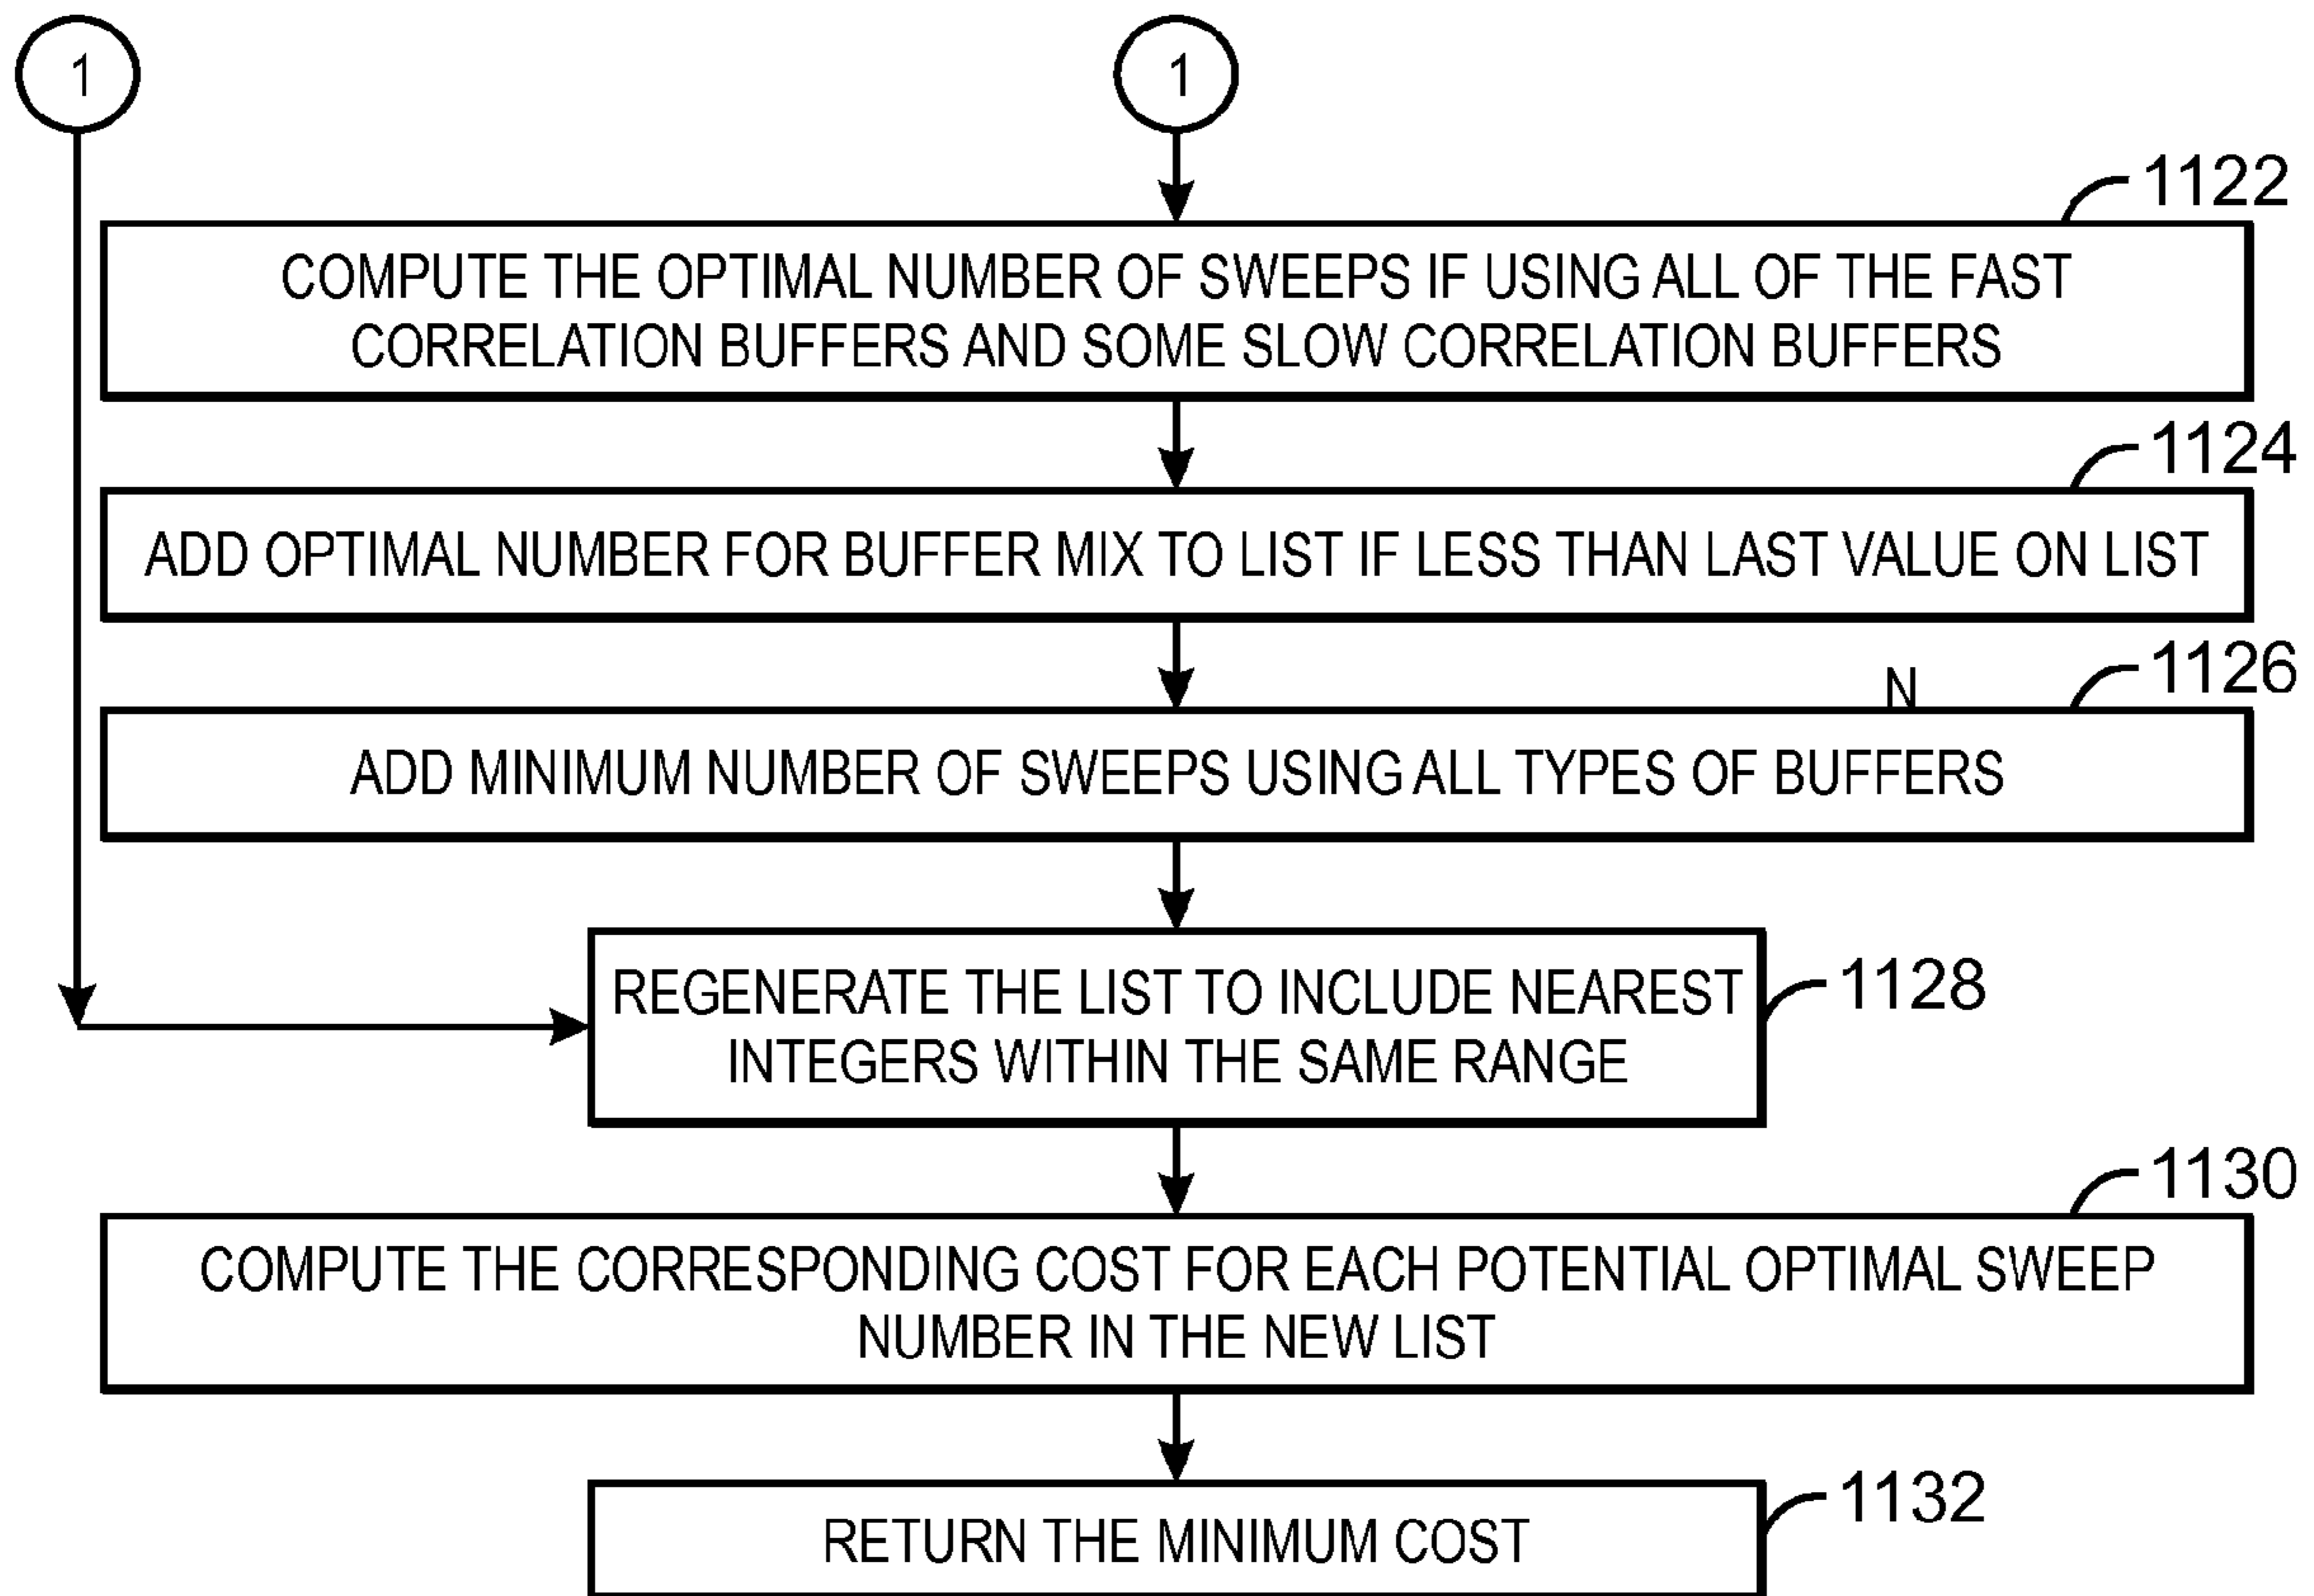 1
1
1122
COMPUTE THE OPTIMAL NUMBER OF SWEEPS IF USING ALL OF THE FAST
CORRELATION BUFFERS AND SOME SLOW CORRELATION BUFFERS
1124
ADD OPTIMAL NUMBER FOR BUFFER MIX TO LIST IF LESS THAN LAST VALUE ON LIST
N
1126
ADD MINIMUM NUMBER OF SWEEPS USING ALL TYPES OF BUFFERS
REGENERATE THE LIST TO INCLUDE NEAREST
INTEGERS WITHIN THE SAME RANGE
1128
1130
COMPUTE THE CORRESPONDING COST FOR EACH POTENTIAL OPTIMAL SWEEP
NUMBER IN THE NEW LIST
1132
RETURN THE MINIMUM COST